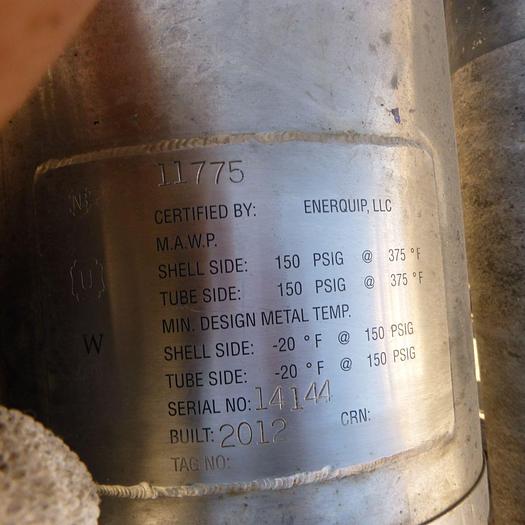 11775
CERTIFIED BY: ENERQUIP, LLC
M.A.W.P.
SHELL SIDE: 150 PSIG @ 375 °F
TUBE SIDE: 150 PSIG @ 375 °F
MIN. DESIGN METAL TEMP.
W
SHELL SIDE: -20 °F @ 150 PSIG
TUBE SIDE: -20 °F @ 150 PSIG
SERIAL NO: 14144
BUILT: 2012 CRN:
TAG NO: